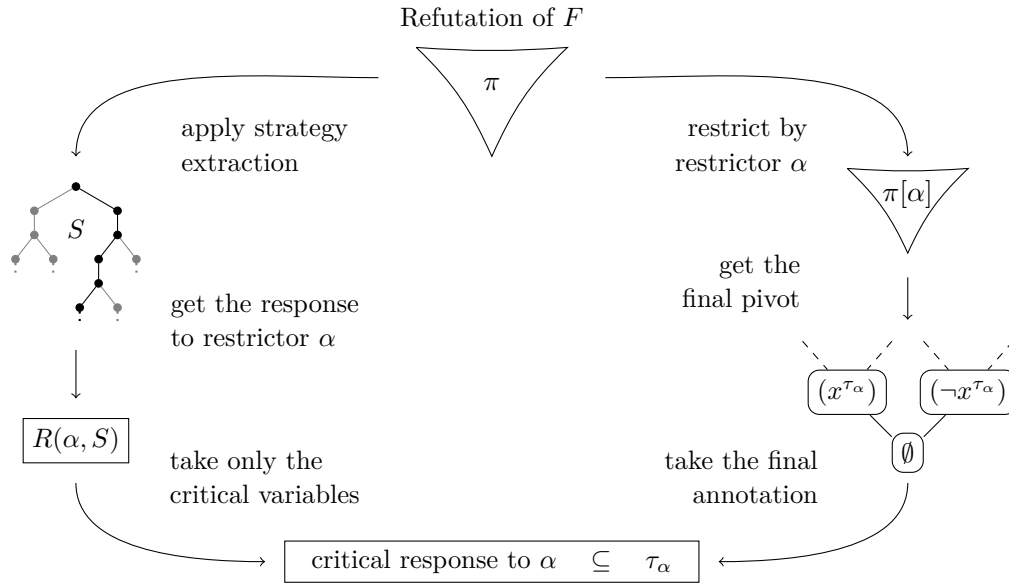 Refutation of F
π
apply strategy
extraction
restrict by
restrictor α
π[α]
S
get the
final pivot
get the response
to restrictor α
(x^{τ_α})
(¬x^{τ_α})
R(α, S)
∅
take only the
critical variables
take the final
annotation
critical response to α ⊆ τ_α